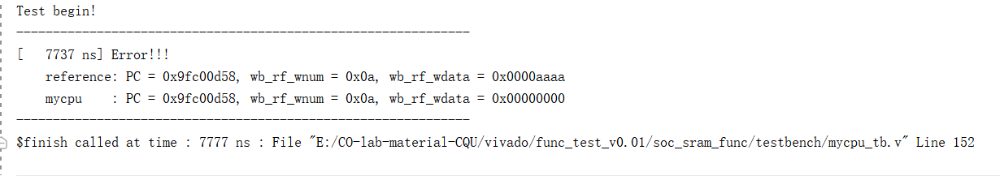 Test begin!
--------------------------------------------------------------
[   7737 ns] Error!!!
    reference: PC = 0x9fc00d58, wb_rf_wnum = 0x0a, wb_rf_wdata = 0x0000aaaa
    mycpu    : PC = 0x9fc00d58, wb_rf_wnum = 0x0a, wb_rf_wdata = 0x00000000
--------------------------------------------------------------
$finish called at time : 7777 ns : File "E:/CO-lab-material-CQU/vivado/func_test_v0.01/soc_sram_func/testbench/mycpu_tb.v" Line 152